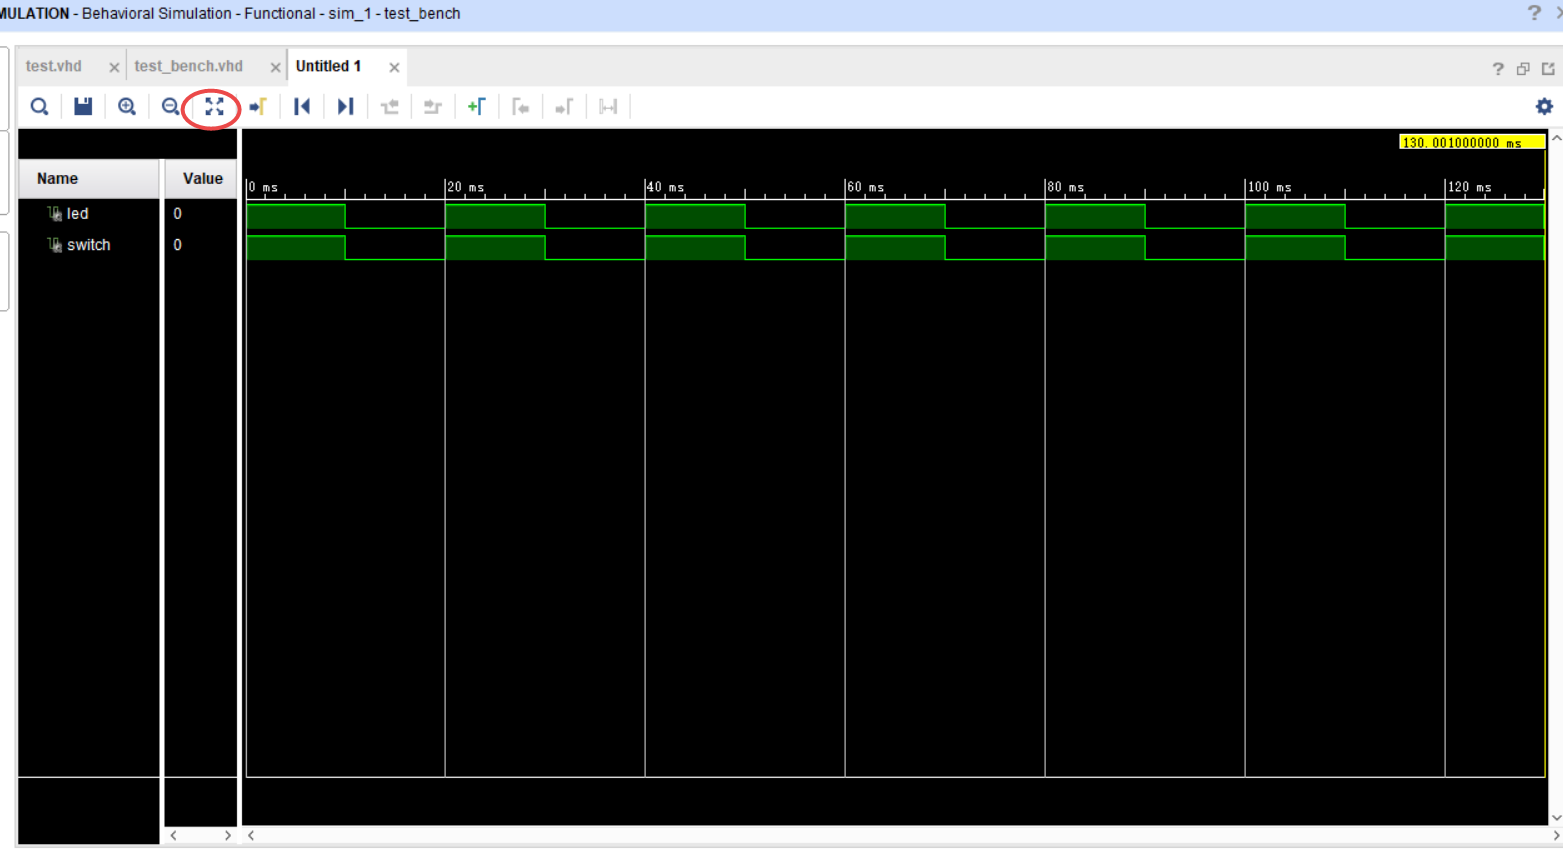 MULATION - Behavioral Simulation - Functional - sim_1 - test_bench
test.vhd
test_bench.vhd
Untitled 1
130.001000000 ms
Name
Value
0 ms
20 ms
40 ms
60 ms
80 ms
100 ms
120 ms
led
0
switch
0